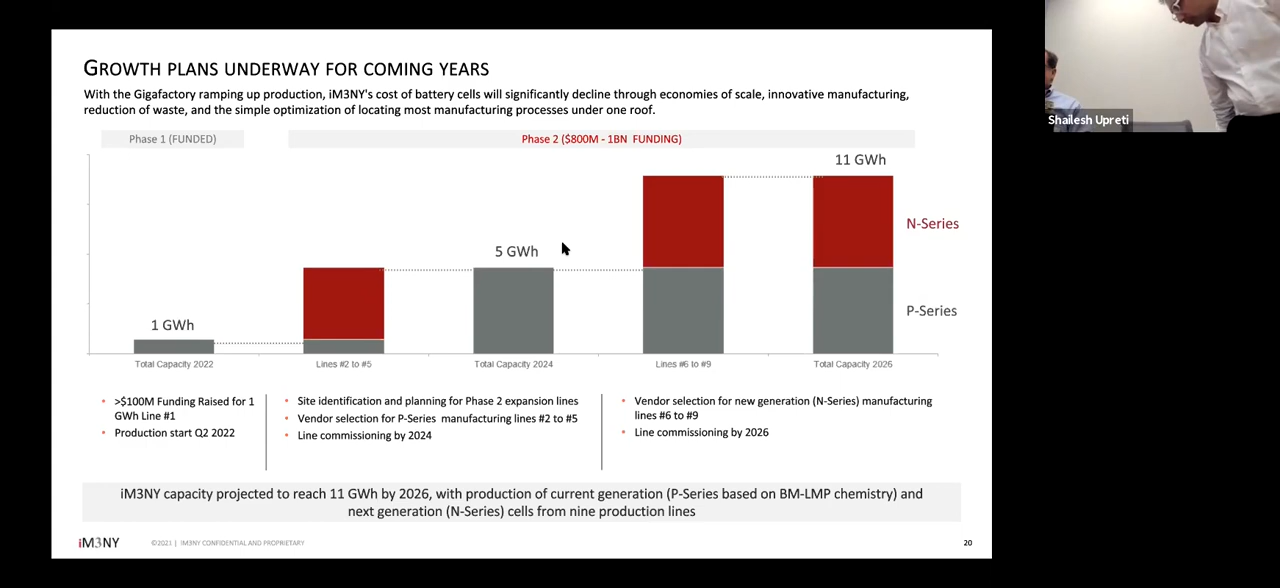 GROWTH PLANS UNDERWAY FOR COMING YEARS
With the Gigafactory ramping up production, iM3NY's cost of battery cells will significantly decline through economies of scale, innovative manufacturing,
reduction of waste, and the simple optimization of locating most manufacturing processes under one roof.
Phase 1 (FUNDED)
Phase 2 ($800M - 1BN FUNDING)
11 GWh
N-Series
5 GWh
P-Series
1 GWh
Total Capacity 2022
Lines #2 to #5
Total Capacity 2024
Lines #6 to #9
Total Capacity 2026
• >$100M Funding Raised for 1
GWh Line #1
• Production start Q2 2022
• Site identification and planning for Phase 2 expansion lines
• Vendor selection for P-Series manufacturing lines #2 to #5
• Line commissioning by 2024
• Vendor selection for new generation (N-Series) manufacturing
lines #6 to #9
• Line commissioning by 2026
iM3NY capacity projected to reach 11 GWh by 2026, with production of current generation (P-Series based on BM-LMP chemistry) and
next generation (N-Series) cells from nine production lines
iM3NY
©2021 | IM3NY CONFIDENTIAL AND PROPRIETARY
20
Shailesh Upreti